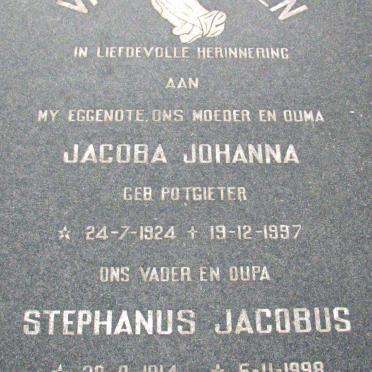 IN LIEFDEVOLLE HERINNERING
AAN
MY EGGENOTE, ONS MOEDER EN OUMA
JACOBA JOHANNA
GEB POTGIETER
☆ 24-7-1924 + 19-12-1997
ONS VADER EN OUPA
STEPHANUS JACOBUS